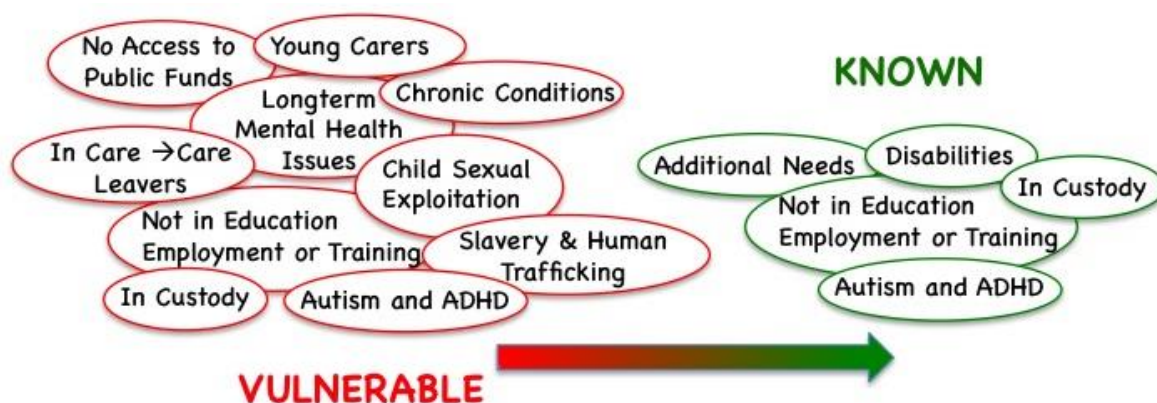 No Access to
Public Funds
Young Carers
Longterm
Mental Health
Issues
Chronic Conditions
In Care →Care
Leavers
Child Sexual
Exploitation
Not in Education
Employment or Training
Slavery & Human
Trafficking
In Custody
Autism and ADHD
VULNERABLE
KNOWN
Additional Needs
Disabilities
In Custody
Not in Education
Employment or Training
Autism and ADHD